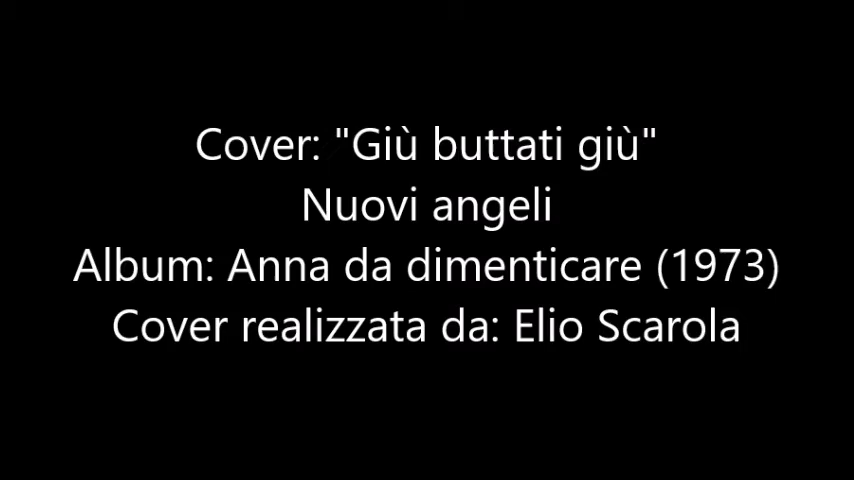 Cover: "Giù buttati giù"
Nuovi angeli
Album: Anna da dimenticare (1973)
Cover realizzata da: Elio Scarola